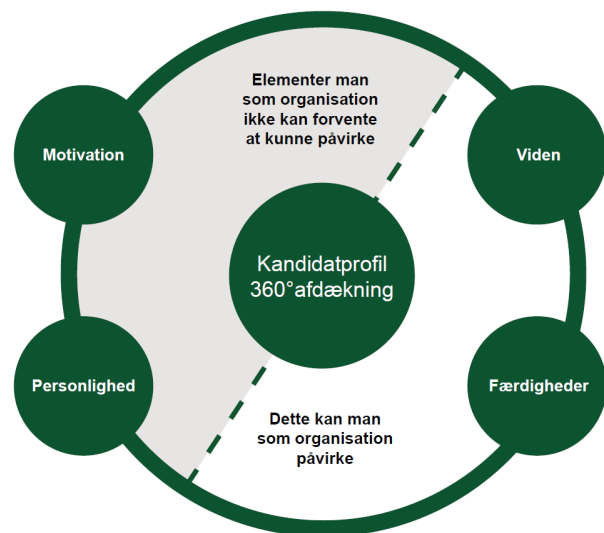 Elementer man
som organisation
ikke kan forvente
at kunne påvirke
Motivation
Viden
Kandidatprofil
360°afdækning
Personlighed
Færdigheder
Dette kan man
som organisation
påvirke